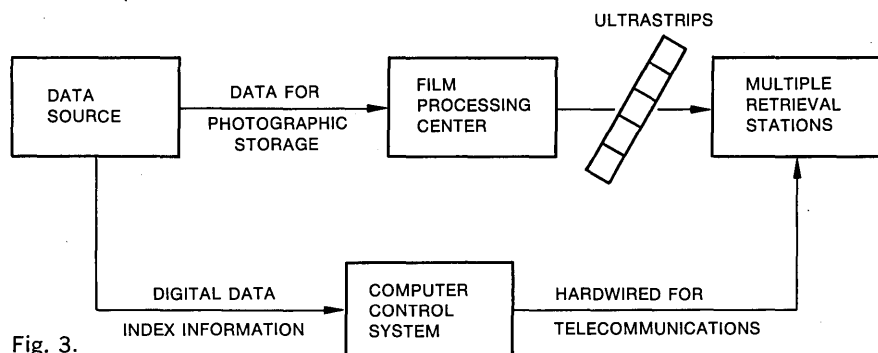 ULTRASTRIPS
DATA
SOURCE
DATA FOR
PHOTOGRAPHIC
STORAGE
FILM
PROCESSING
CENTER
MULTIPLE
RETRIEVAL
STATIONS
DIGITAL DATA
INDEX INFORMATION
COMPUTER
CONTROL
SYSTEM
HARDWIRED FOR
TELECOMMUNICATIONS
Fig. 3.